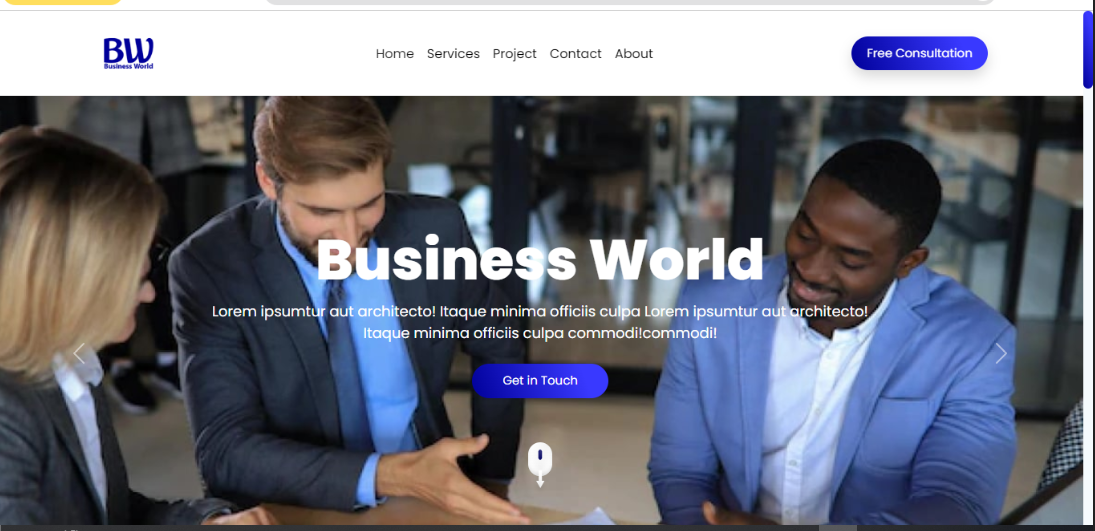 BW
Business World
Home Services Project Contact About
Free Consultation
Business World
Lorem ipsumtur aut architecto! Itaque minima officiis culpa Lorem ipsumtur aut architecto!
Itaque minima officiis culpa commodi!commodi!
Get in Touch